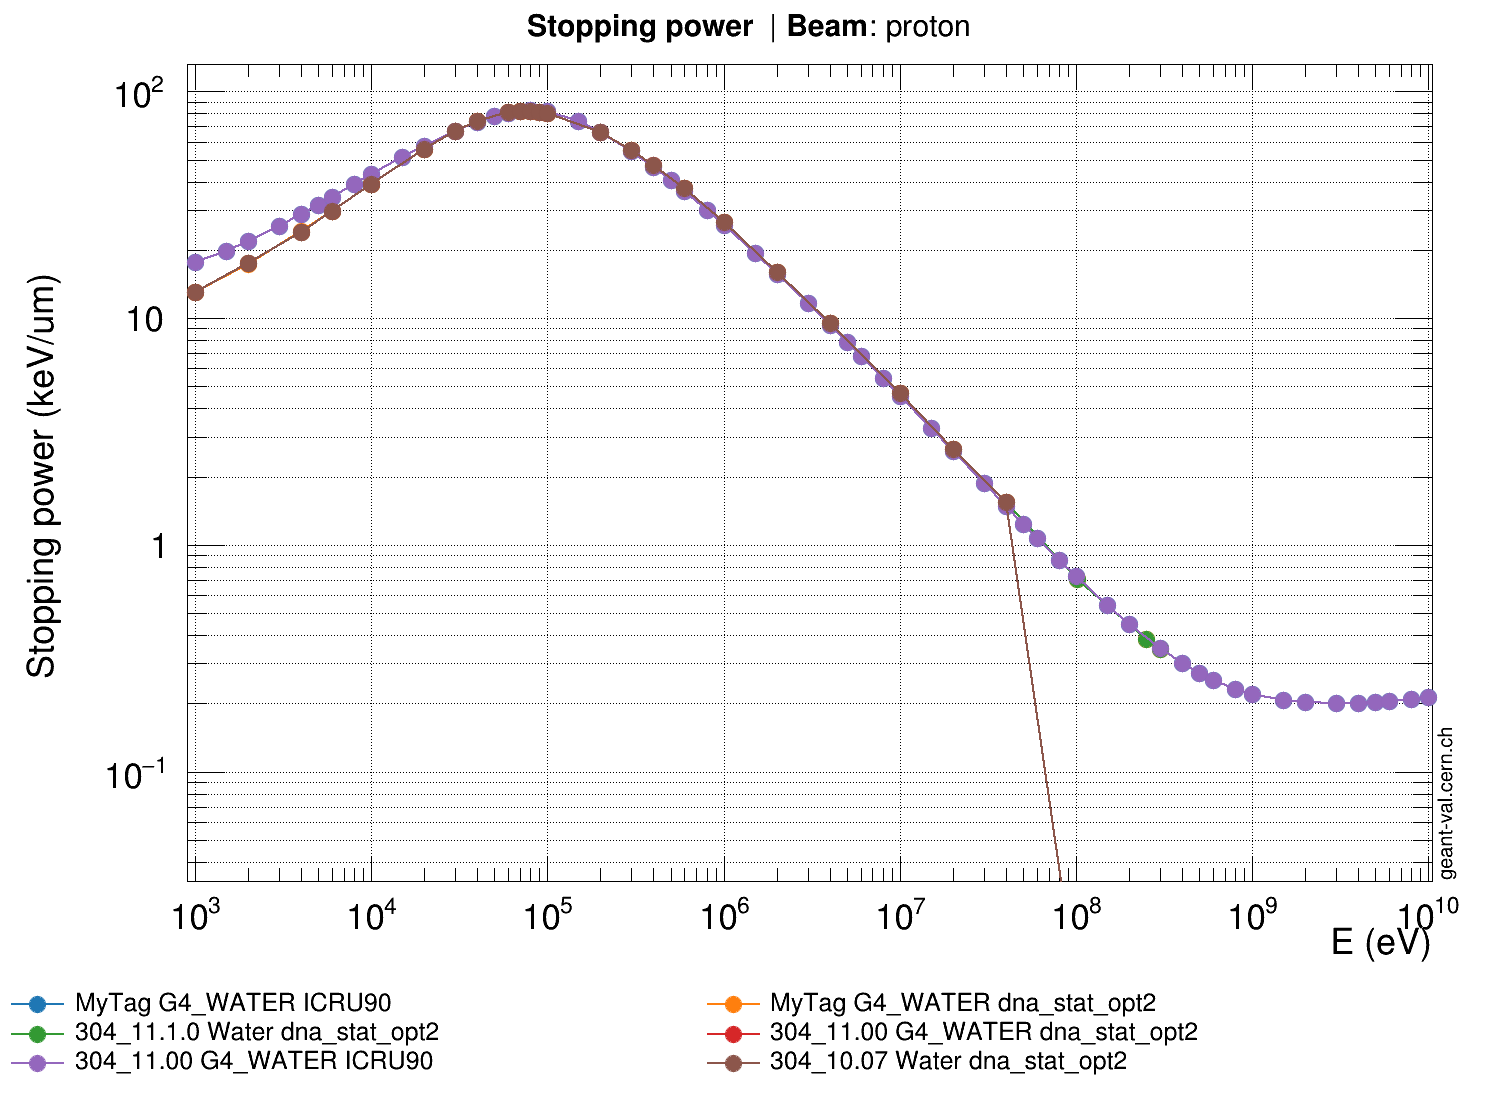 Stopping power | Beam: proton
Stopping power (keV/um)
10²
10
1
10⁻¹
10³ 10⁴ 10⁵ 10⁶ 10⁷ 10⁸ 10⁹ 10¹⁰
E (eV)
geant-val.cern.ch
MyTag G4_WATER ICRU90
MyTag G4_WATER dna_stat_opt2
304_11.1.0 Water dna_stat_opt2
304_11.00 G4_WATER dna_stat_opt2
304_11.00 G4_WATER ICRU90
304_10.07 Water dna_stat_opt2